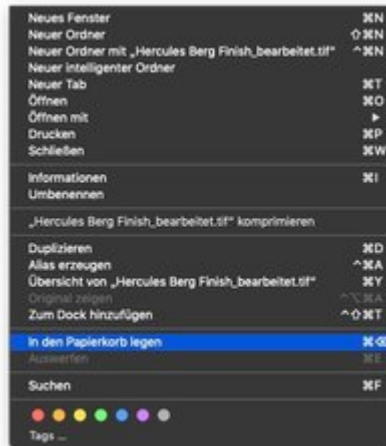 Neues Fenster ⌘N
Neuer Ordner ⇧⌘N
Neuer Ordner mit „Hercules Berg Finish_bearbeitet.tif“ ^⌘N
Neuer intelligenter Ordner
Neuer Tab ⌘T
Öffnen ⌘O
Öffnen mit ▶
Drucken ⌘P
Schließen ⌘W
Informationen ⌘I
Umbenennen
„Hercules Berg Finish_bearbeitet.tif“ komprimieren
Duplizieren ⌘D
Alias erzeugen ^⌘A
Übersicht von „Hercules Berg Finish_bearbeitet.tif“ ⌘Y
Original zeigen ^⌥⌘A
Zum Dock hinzufügen ^⇧⌘T
In den Papierkorb legen ⌘⌫
Auswerfen ⌘E
Suchen ⌘F
Tags ...